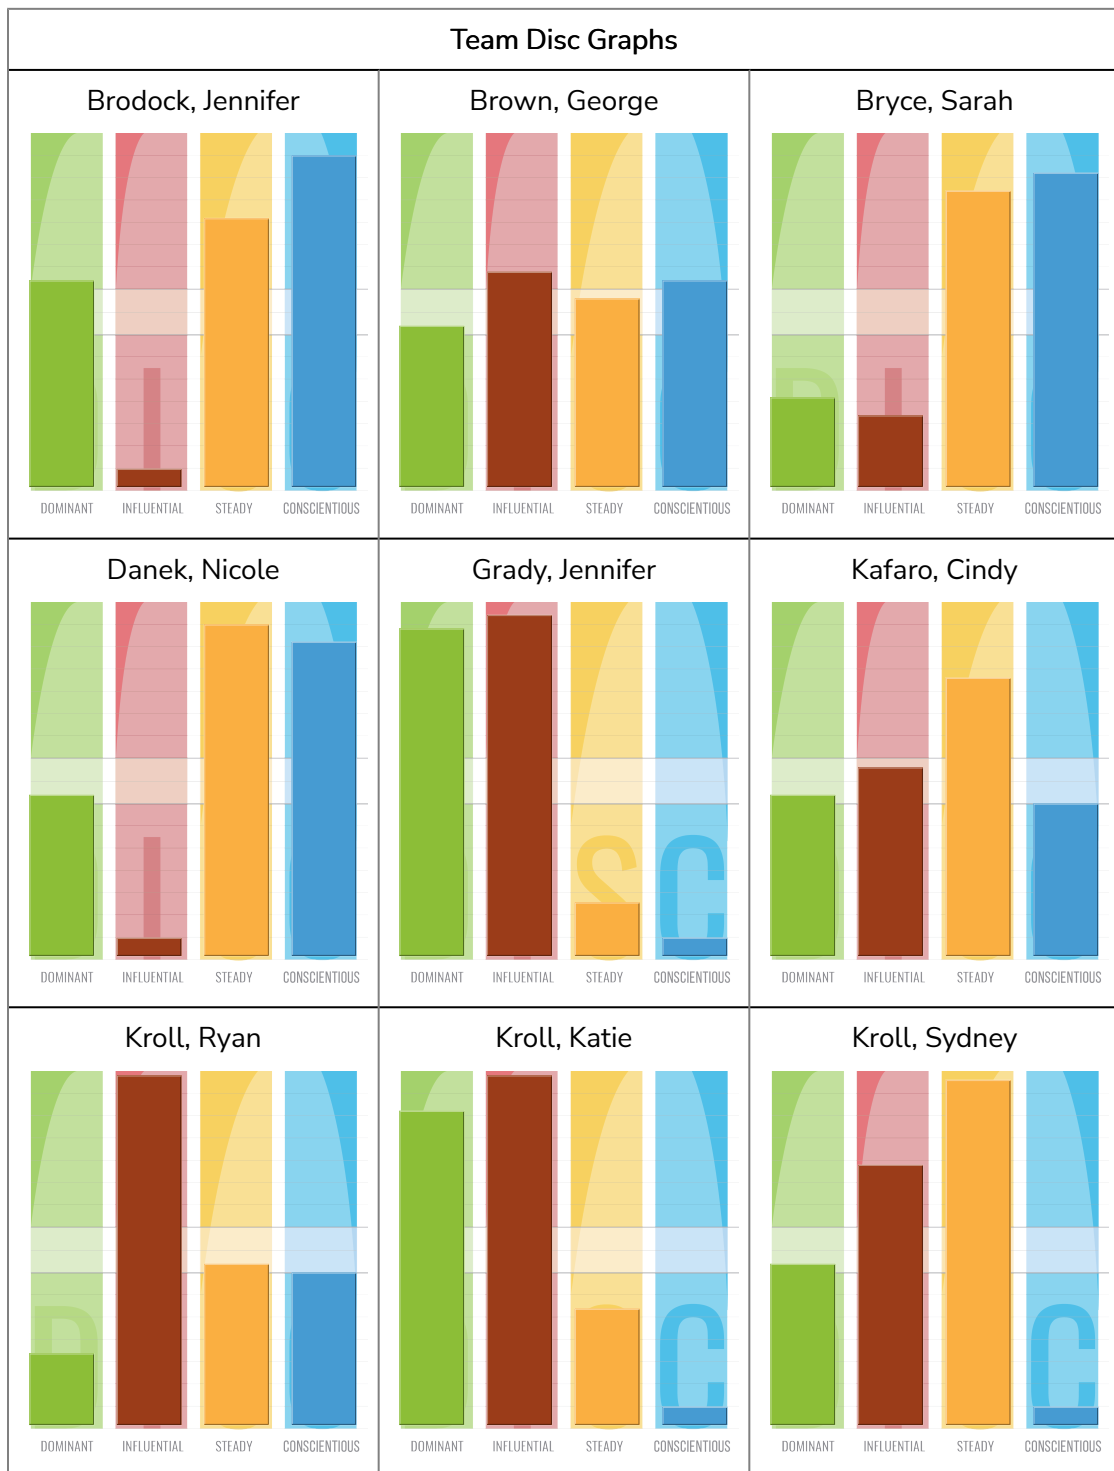 Team Disc Graphs
Brodock, Jennifer
Brown, George
Bryce, Sarah
I
D I
DOMINANT INFLUENTIAL STEADY CONSCIENTIOUS
DOMINANT INFLUENTIAL STEADY CONSCIENTIOUS
DOMINANT INFLUENTIAL STEADY CONSCIENTIOUS
Danek, Nicole
Grady, Jennifer
Kafaro, Cindy
I
S C
DOMINANT INFLUENTIAL STEADY CONSCIENTIOUS
DOMINANT INFLUENTIAL STEADY CONSCIENTIOUS
DOMINANT INFLUENTIAL STEADY CONSCIENTIOUS
Kroll, Ryan
Kroll, Katie
Kroll, Sydney
D
C
C
DOMINANT INFLUENTIAL STEADY CONSCIENTIOUS
DOMINANT INFLUENTIAL STEADY CONSCIENTIOUS
DOMINANT INFLUENTIAL STEADY CONSCIENTIOUS